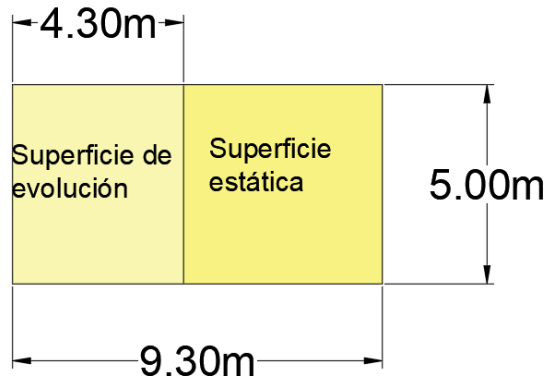 4.30m
Superficie de
evolución
Superficie
estática
5.00m
9.30m